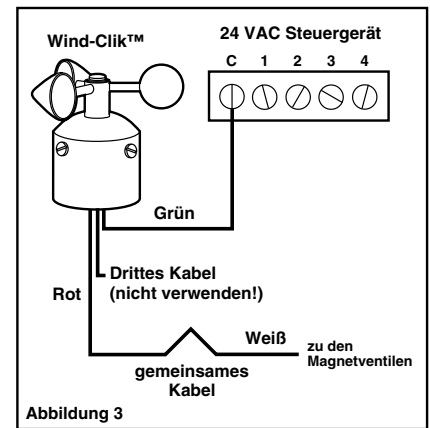 Wind-Clik™
24 VAC Steuergerät
C 1 2 3 4
Grün
Drittes Kabel
(nicht verwenden!)
Rot
Weiß
zu den
Magnetventilen
gemeinsames
Kabel
Abbildung 3